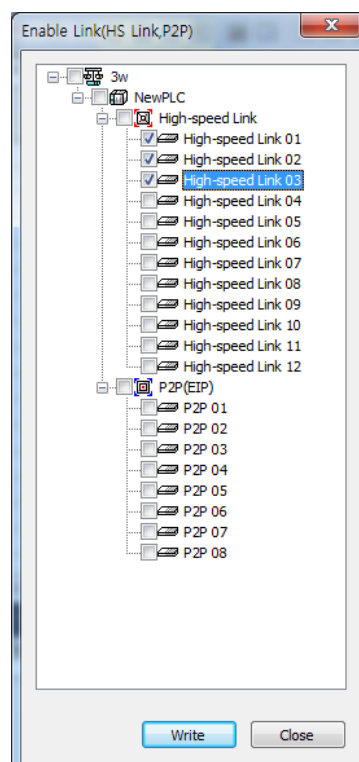 Enable Link(HS Link,P2P)
3w
NewPLC
High-speed Link
High-speed Link 01
High-speed Link 02
High-speed Link 03
High-speed Link 04
High-speed Link 05
High-speed Link 06
High-speed Link 07
High-speed Link 08
High-speed Link 09
High-speed Link 10
High-speed Link 11
High-speed Link 12
P2P(EIP)
P2P 01
P2P 02
P2P 03
P2P 04
P2P 05
P2P 06
P2P 07
P2P 08
Write Close